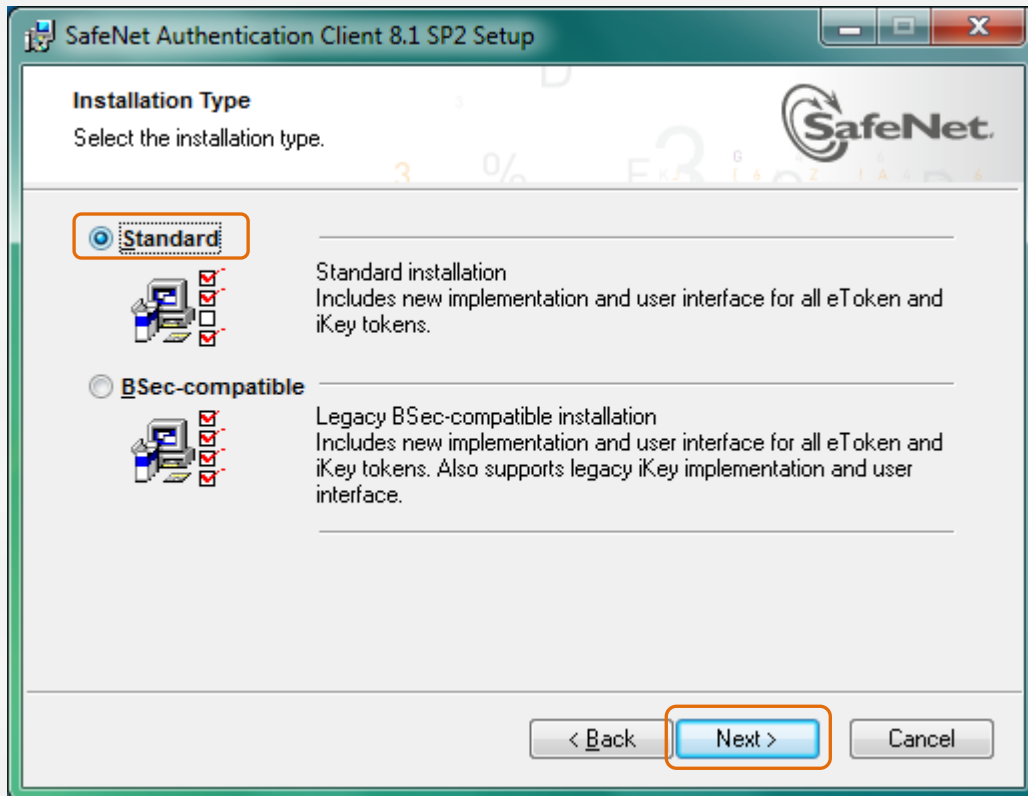 SafeNet Authentication Client 8.1 SP2 Setup
Installation Type
Select the installation type.
SafeNet.
Standard
Standard installation
Includes new implementation and user interface for all eToken and
iKey tokens.
BSec-compatible
Legacy BSec-compatible installation
Includes new implementation and user interface for all eToken and
iKey tokens. Also supports legacy iKey implementation and user
interface.
< Back
Next >
Cancel